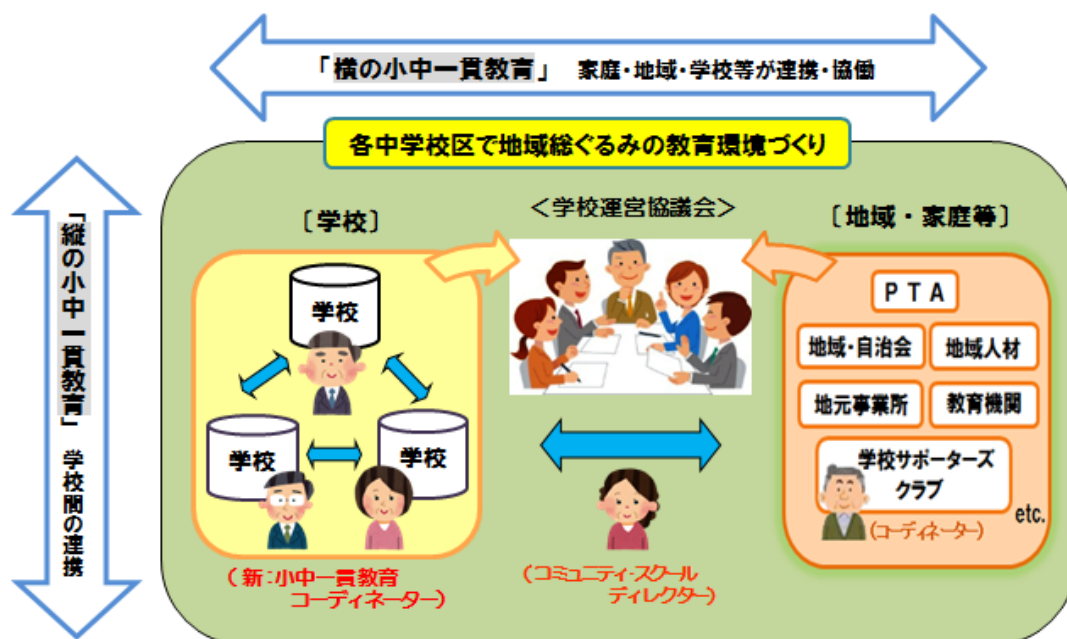 「横の小中一貫教育」 家庭・地域・学校等が連携・協働
各中学校区で地域総ぐるみの教育環境づくり
「縦の小中一貫教育」 学校間の連携
〔学校〕
学校
学校
学校
（新：小中一貫教育
コーディネーター）
＜学校運営協議会＞
（コミュニティ・スクール
ディレクター）
〔地域・家庭等〕
ＰＴＡ
地域・自治会
地域人材
地元事業所
教育機関
学校サポーターズ
クラブ
（コーディネーター）
etc.